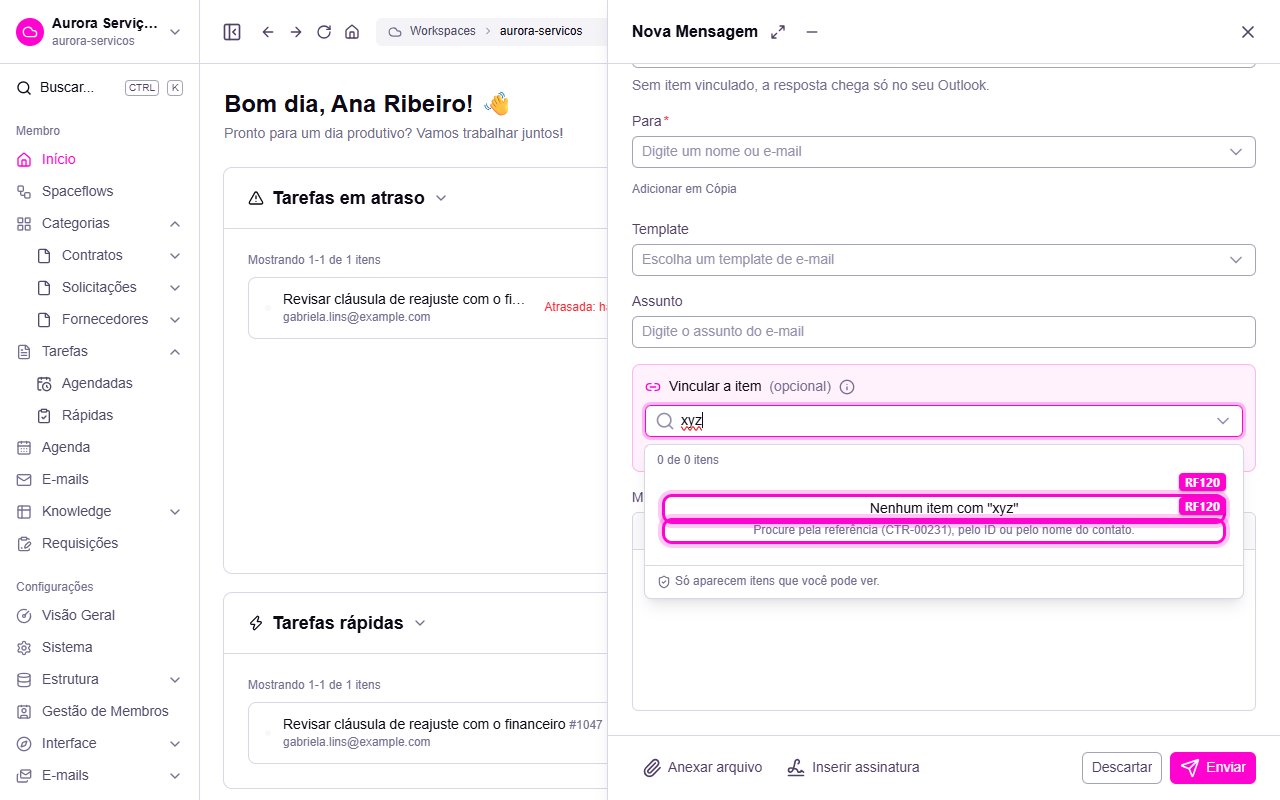 Aurora Serviç...
aurora-servicos
Buscar... CTRL K
Membro
Início
Spaceflows
Categorias
Contratos
Solicitações
Fornecedores
Tarefas
Agendadas
Rápidas
Agenda
E-mails
Knowledge
Requisições
Configurações
Visão Geral
Sistema
Estrutura
Gestão de Membros
Interface
E-mails
Workspaces > aurora-servicos
Bom dia, Ana Ribeiro! 👋
Pronto para um dia produtivo? Vamos trabalhar juntos!
Tarefas em atraso
Mostrando 1-1 de 1 itens
Revisar cláusula de reajuste com o fi...
gabriela.lins@example.com
Atrasada: há
Tarefas rápidas
Mostrando 1-1 de 1 itens
Revisar cláusula de reajuste com o financeiro #1047
gabriela.lins@example.com
Nova Mensagem
Sem item vinculado, a resposta chega só no seu Outlook.
Para*
Digite um nome ou e-mail
Adicionar em Cópia
Template
Escolha um template de e-mail
Assunto
Digite o assunto do e-mail
Vincular a item (opcional)
xyz
0 de 0 itens
RF120
Nenhum item com "xyz"
RF120
Procure pela referência (CTR-00231), pelo ID ou pelo nome do contato.
Só aparecem itens que você pode ver.
Anexar arquivo
Inserir assinatura
Descartar
Enviar